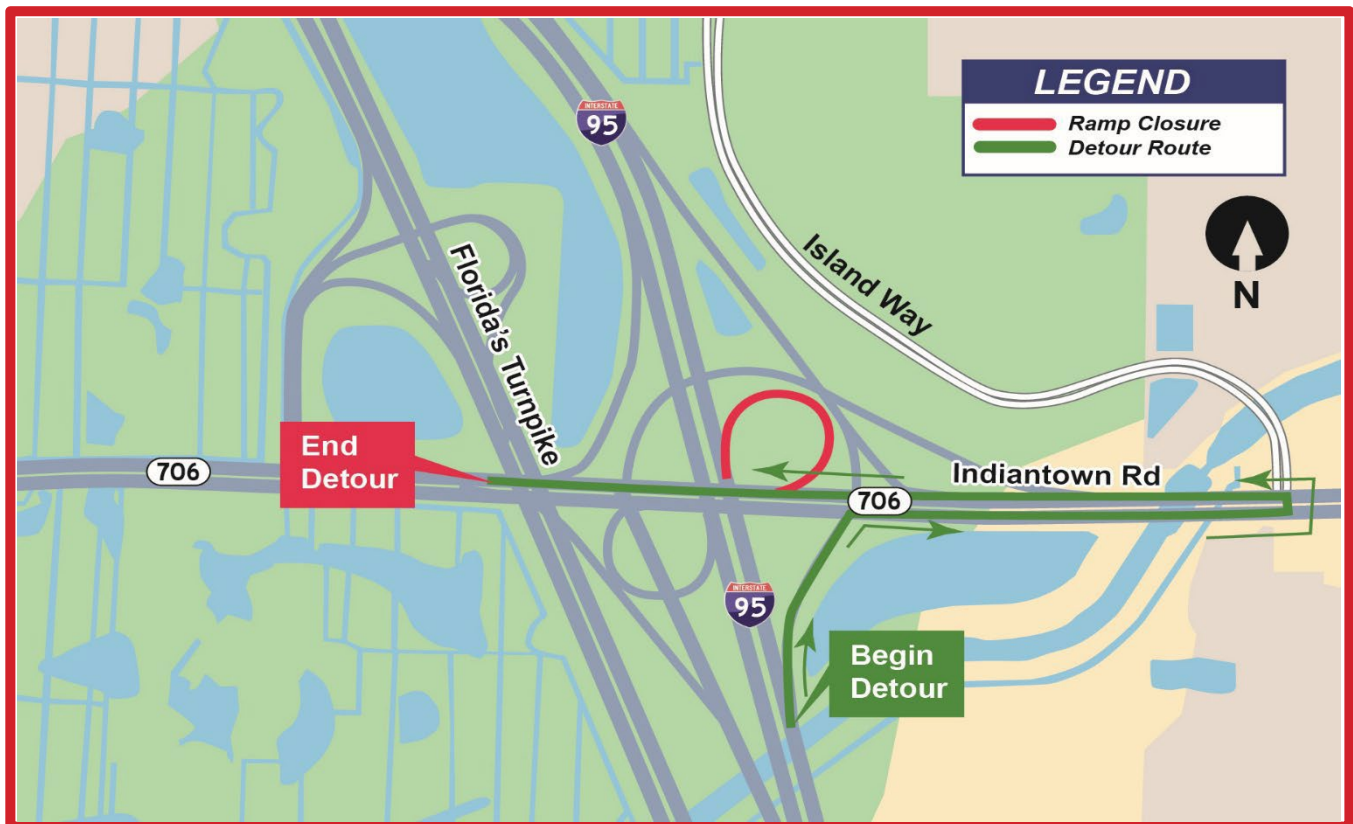 LEGEND
Ramp Closure
Detour Route
INTERSTATE
95
N
Island Way
Florida's Turnpike
End
Detour
706
Indiantown Rd
706
INTERSTATE
95
Begin
Detour